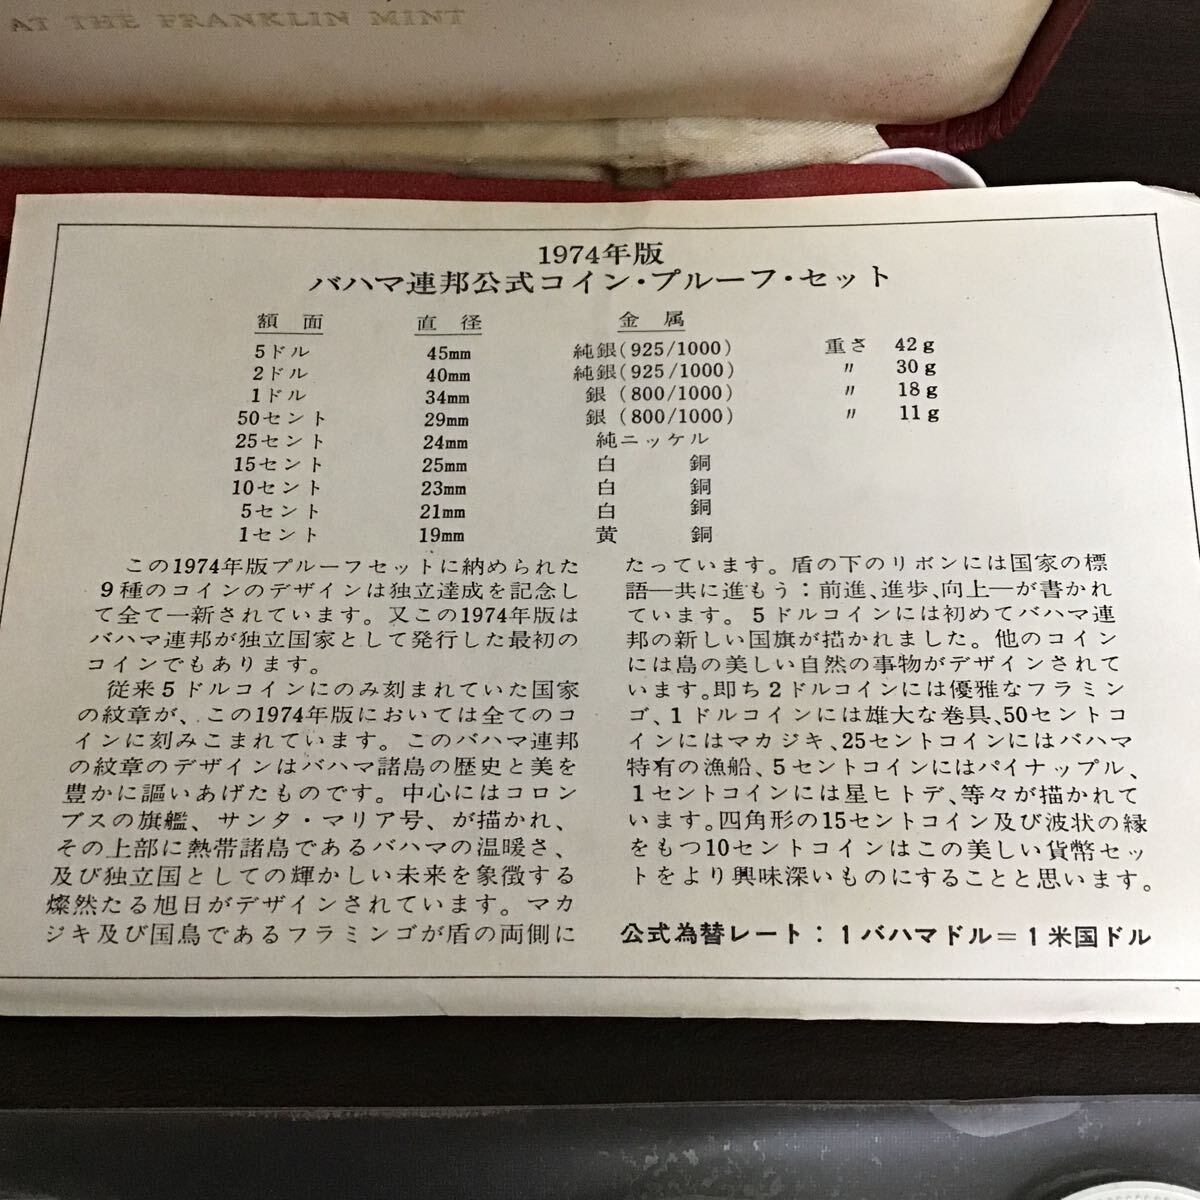 AT THE FRANKLIN MINT
1974年版
バハマ連邦公式コイン・プルーフ・セット
額面 直径 金属
5ドル 45mm 純銀(925/1000) 重さ 42g
2ドル 40mm 純銀(925/1000) 〃 30g
1ドル 34mm 銀(800/1000) 〃 18g
50セント 29mm 銀(800/1000) 〃 11g
25セント 24mm 純ニッケル
15セント 25mm 白銅
10セント 23mm 白銅
5セント 21mm 白銅
1セント 19mm 黄銅
この1974年版プルーフセットに納められた
9種のコインのデザインは独立達成を記念し
て全て一新されています。又この1974年版は
バハマ連邦が独立国家として発行した最初の
コインでもあります。
従来5ドルコインにのみ刻まれていた国家
の紋章が、この1974年版においては全てのコ
インに刻みこまれています。このバハマ連邦
の紋章のデザインはバハマ諸島の歴史と美を
豊かに謳いあげたものです。中心にはコロン
ブスの旗艦、サンタ・マリア号、が描かれ、
その上部に熱帯諸島であるバハマの温暖さ、
及び独立国としての輝かしい未来を象徴する
燦然たる旭日がデザインされています。マカ
ジキ及び国鳥であるフラミンゴが盾の両側に
たっています。盾の下のリボンには国家の標
語―共に進もう：前進、進歩、向上―が書かれ
ています。5ドルコインには初めてバハマ連
邦の新しい国旗が描かれました。他のコイン
には島の美しい自然の事物がデザインされて
います。即ち2ドルコインには優雅なフラミン
ゴ、1ドルコインには雄大な巻貝、50セントコ
インにはマカジキ、25セントコインにはバハマ
特有の漁船、5セントコインにはパイナップル、
1セントコインには星ヒトデ、等々が描かれて
います。四角形の15セントコイン及び波状の縁
をもつ10セントコインはこの美しい貨幣セッ
トをより興味深いものにすることと思います。
公式為替レート：1バハマドル＝1米国ドル